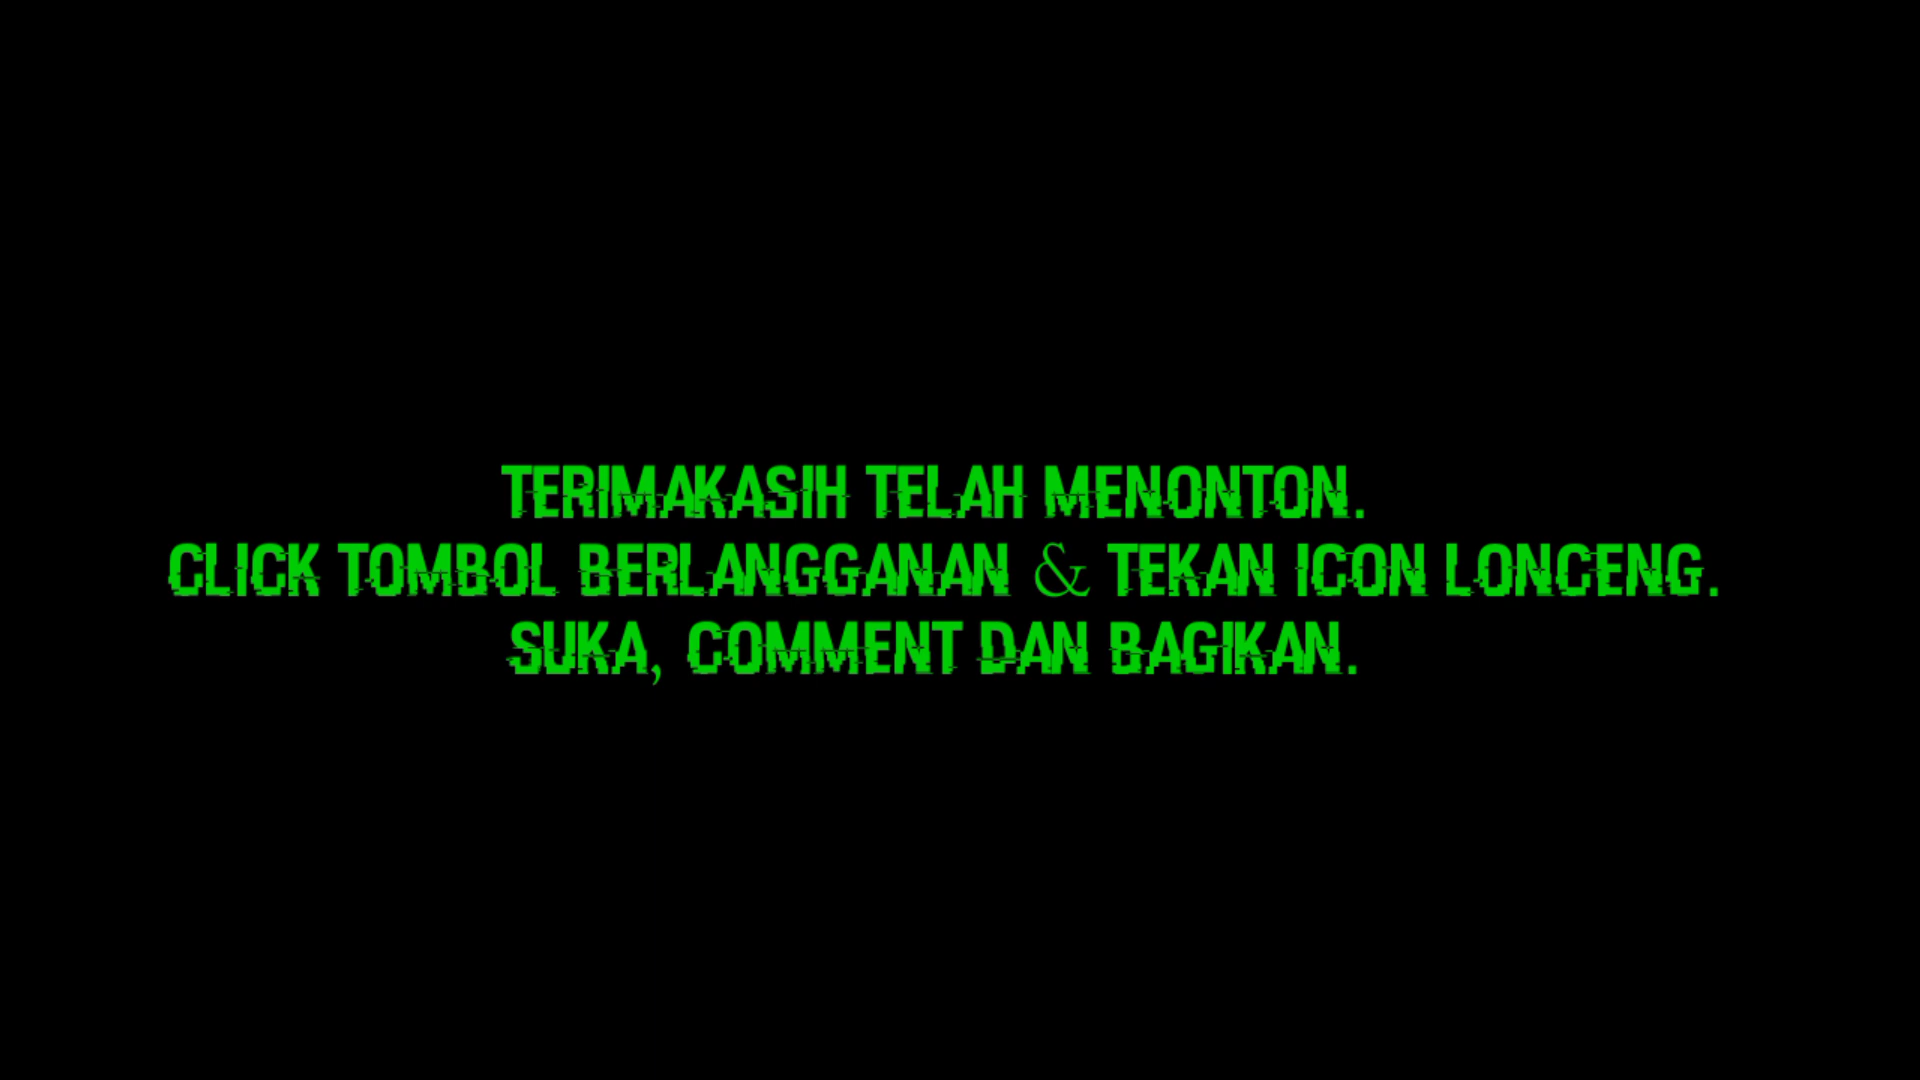 TERIMAKASIH TELAH MENONTON.
CLICK TOMBOL BERLANGGANAN & TEKAN ICON LONCENG.
SUKA, COMMENT DAN BAGIKAN.